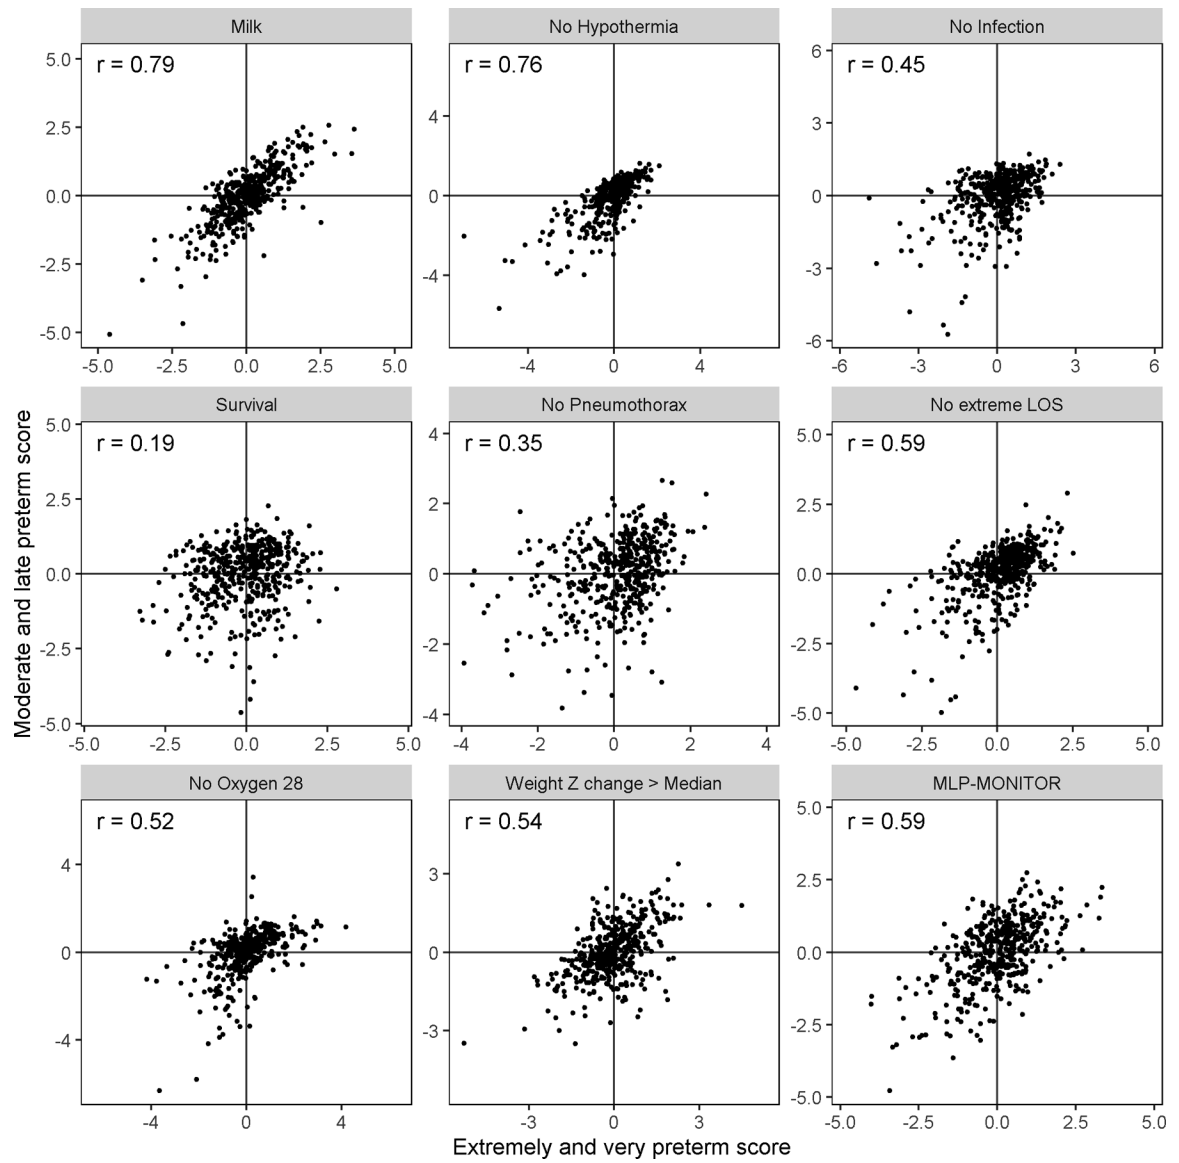 Milk
No Hypothermia
No Infection
r = 0.79
r = 0.76
r = 0.45
5.0
2.5
0.0
-2.5
-5.0
4
0
-4
6
3
0
-3
-6
-5.0 -2.5 0.0 2.5 5.0
-4 0 4
-6 -3 0 3 6
Survival
No Pneumothorax
No extreme LOS
r = 0.19
r = 0.35
r = 0.59
5.0
2.5
0.0
-2.5
-5.0
4
2
0
-2
-4
5.0
2.5
0.0
-2.5
-5.0
-5.0 -2.5 0.0 2.5 5.0
-4 -2 0 2 4
-5.0 -2.5 0.0 2.5 5.0
Moderate and late preterm score
No Oxygen 28
Weight Z change > Median
MLP-MONITOR
r = 0.52
r = 0.54
r = 0.59
4
0
-4
3
0
-3
5.0
2.5
0.0
-2.5
-5.0
-4 0 4
-3 0 3
-5.0 -2.5 0.0 2.5 5.0
Extremely and very preterm score